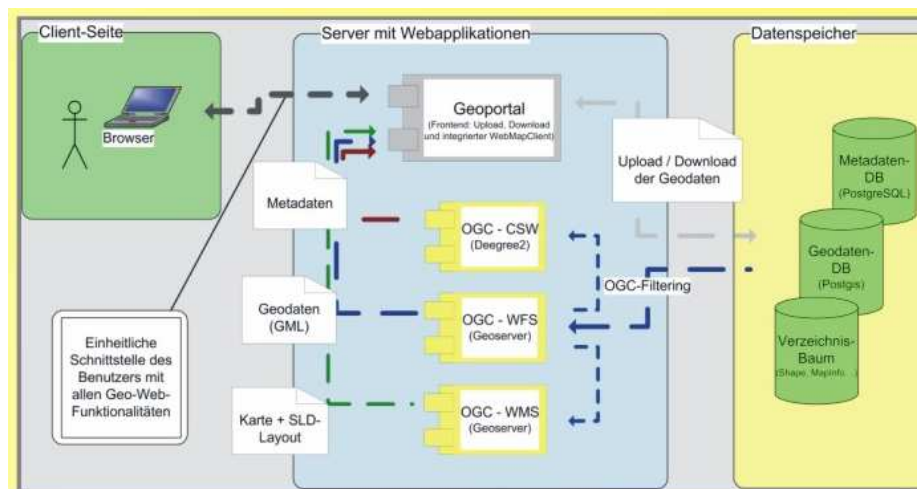 Client-Seite
Browser
Einheitliche
Schnittstelle des
Benutzers mit
allen Geo-Web-
Funktionalitäten
Server mit Webapplikationen
Geoportal
(Frontend: Upload, Download
und integrierter WebMapClient)
Metadaten
OGC - CSW
(Deegree2)
Geodaten
(GML)
OGC - WFS
(Geoserver)
Karte + SLD-
Layout
OGC - WMS
(Geoserver)
OGC-Filtering
Upload / Download
der Geodaten
Datenspeicher
Metadaten-
DB
(PostgreSQL)
Geodaten-
DB
(Postgis)
Verzeichnis-
Baum
(Shape, MapInfo, ..)